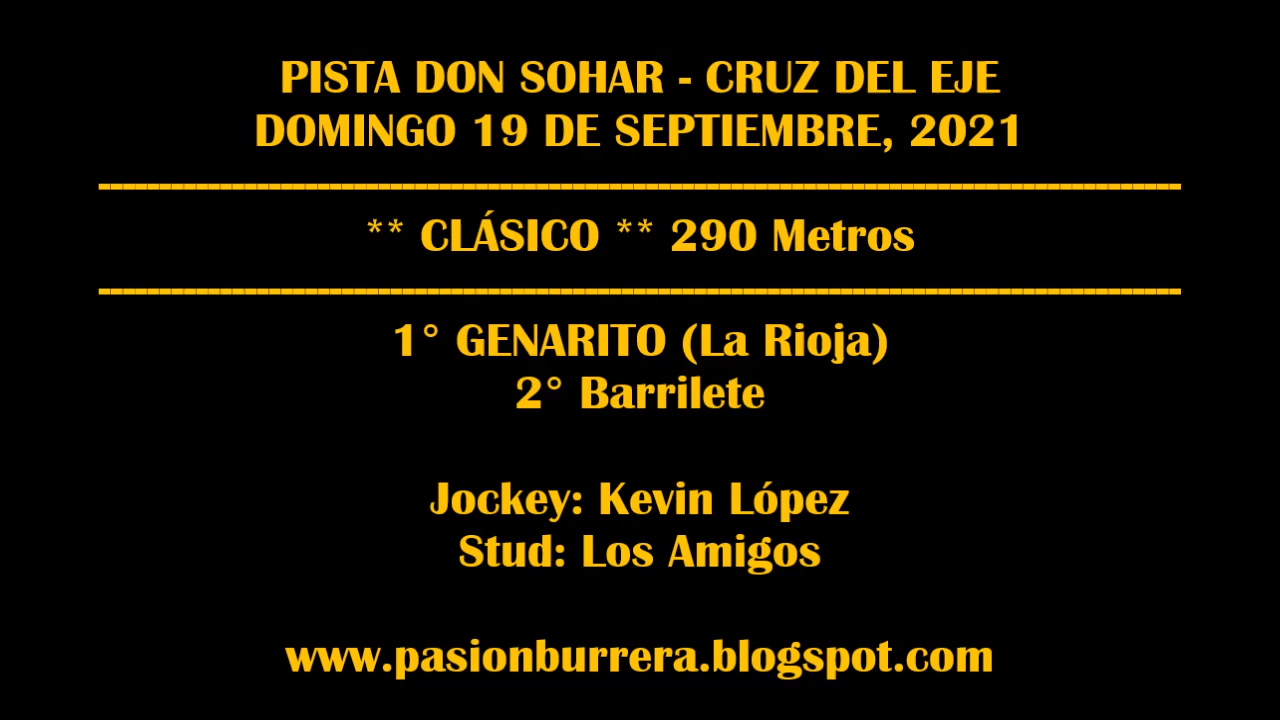 PISTA DON SOHAR - CRUZ DEL EJE
DOMINGO 19 DE SEPTIEMBRE, 2021
** CLÁSICO ** 290 Metros
1° GENARITO (La Rioja)
2° Barrilete
Jockey: Kevin López
Stud: Los Amigos
www.pasionburrera.blogspot.com